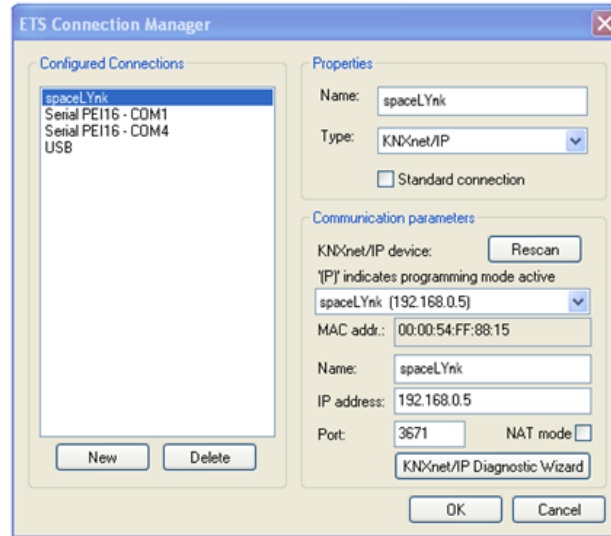 ETS Connection Manager
Configured Connections
spaceLYnk
Serial PEI16 - COM1
Serial PEI16 - COM4
USB
New
Delete
Properties
Name: spaceLYnk
Type: KNXnet/IP
Standard connection
Communication parameters
KNXnet/IP device: Rescan
'(P)' indicates programming mode active
spaceLYnk (192.168.0.5)
MAC addr.: 00:00:54:FF:88:15
Name: spaceLYnk
IP address: 192.168.0.5
Port: 3671 NAT mode
KNXnet/IP Diagnostic Wizard
OK Cancel